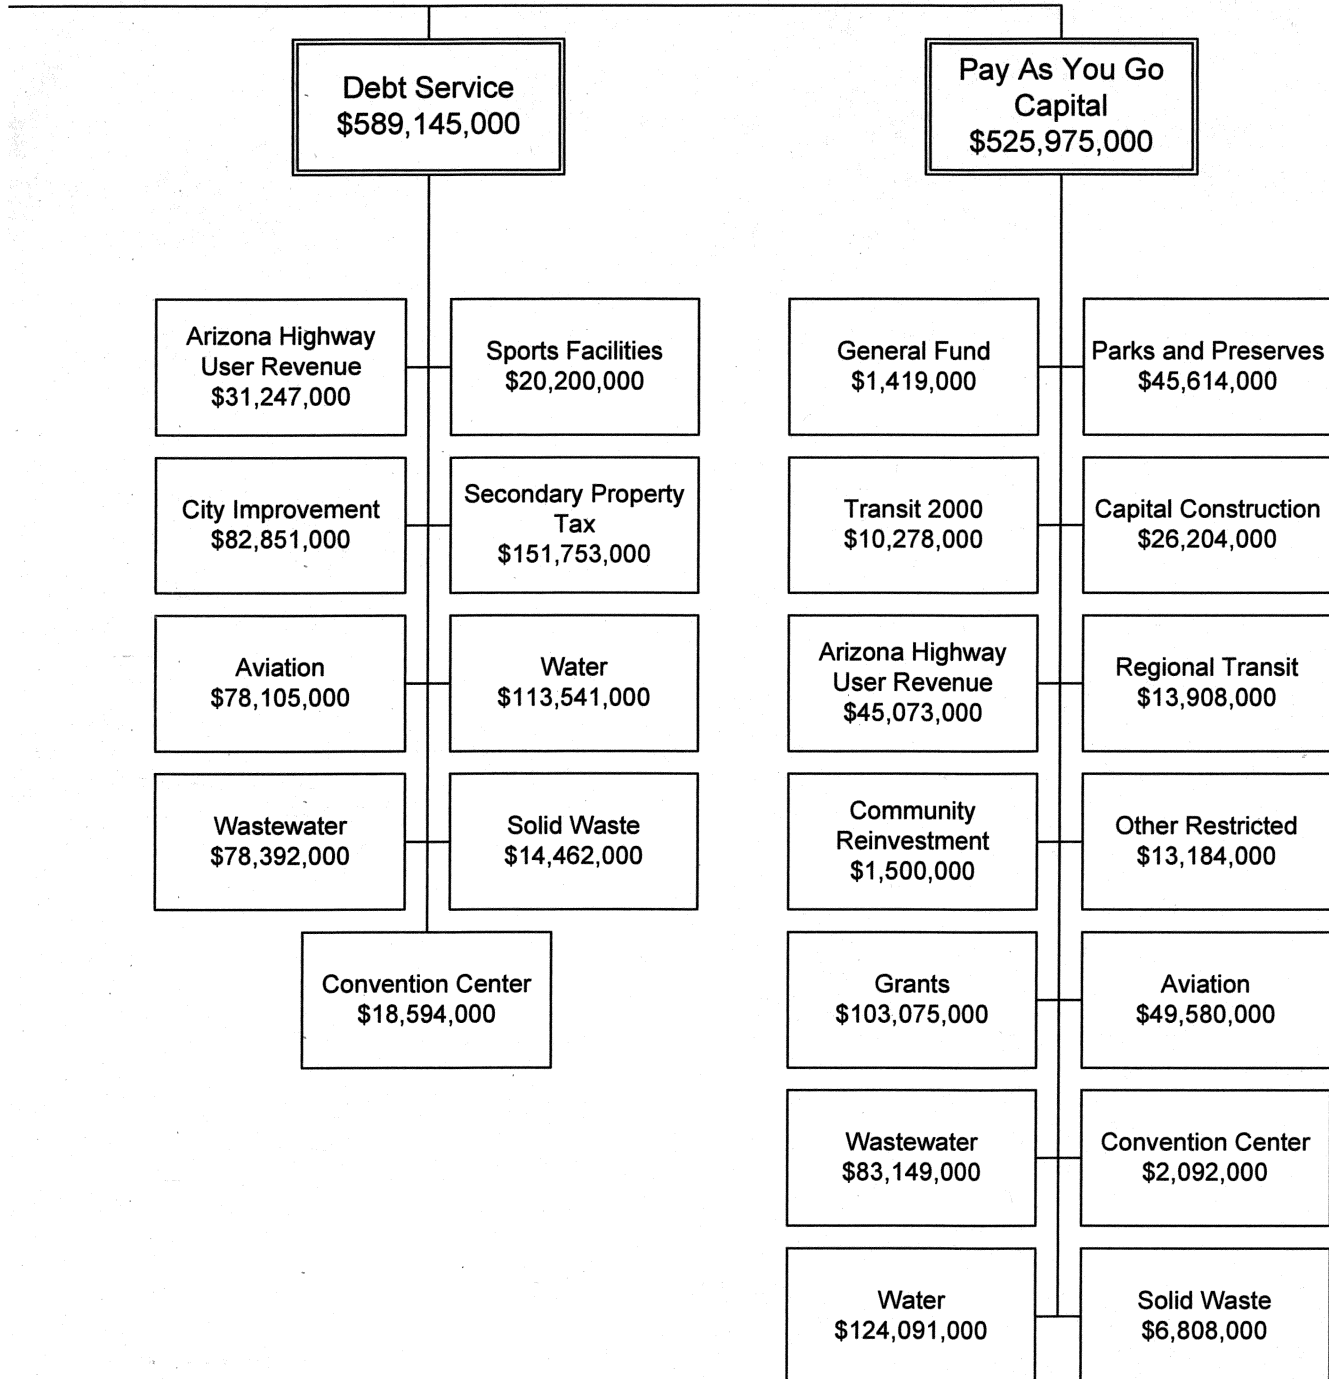 Debt Service
$589,145,000
Pay As You Go
Capital
$525,975,000
Arizona Highway
User Revenue
$31,247,000
Sports Facilities
$20,200,000
City Improvement
$82,851,000
Secondary Property
Tax
$151,753,000
Aviation
$78,105,000
Water
$113,541,000
Wastewater
$78,392,000
Solid Waste
$14,462,000
Convention Center
$18,594,000
General Fund
$1,419,000
Parks and Preserves
$45,614,000
Transit 2000
$10,278,000
Capital Construction
$26,204,000
Arizona Highway
User Revenue
$45,073,000
Regional Transit
$13,908,000
Community
Reinvestment
$1,500,000
Other Restricted
$13,184,000
Grants
$103,075,000
Aviation
$49,580,000
Wastewater
$83,149,000
Convention Center
$2,092,000
Water
$124,091,000
Solid Waste
$6,808,000